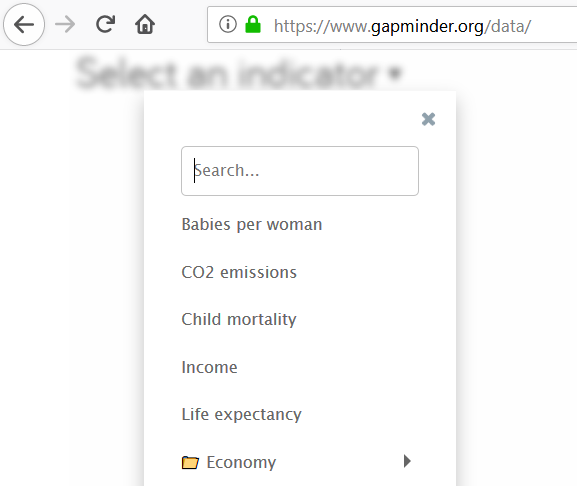 https://www.gapminder.org/data/
Select an indicator
Search...
Babies per woman
CO2 emissions
Child mortality
Income
Life expectancy
Economy